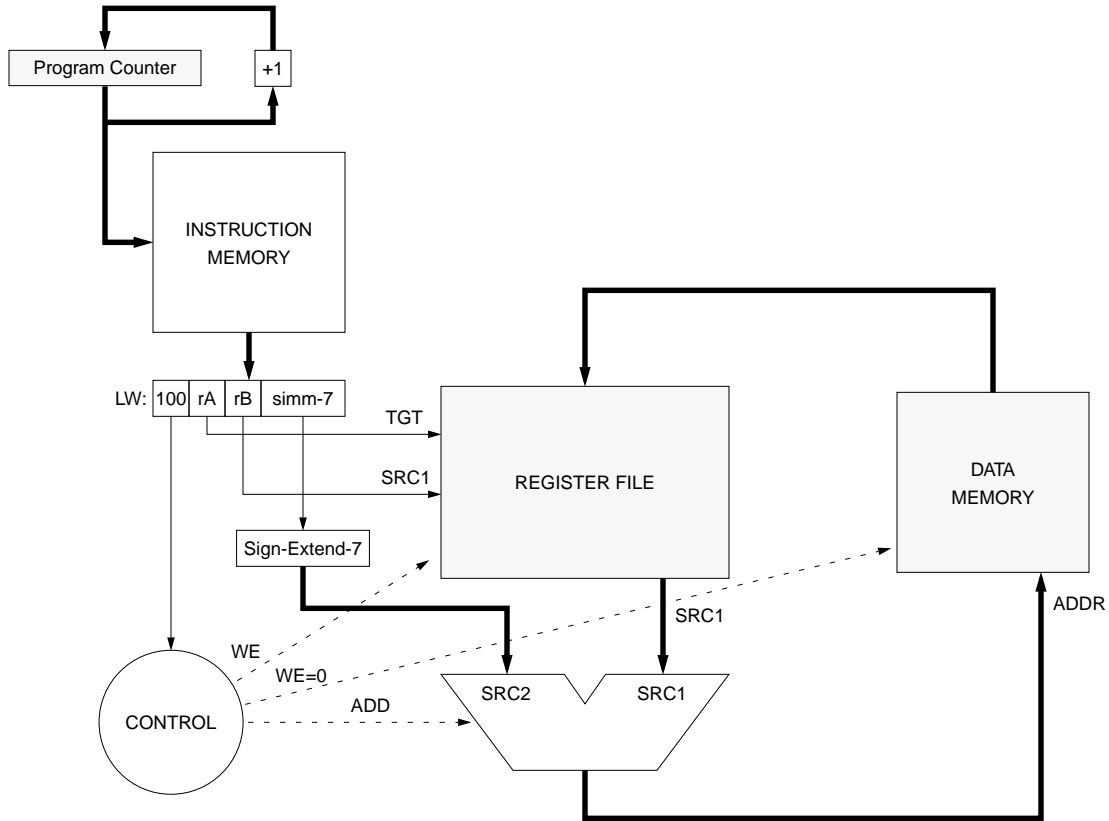 Program Counter
+1
INSTRUCTION
MEMORY
LW: 100 rA rB simm-7
TGT
SRC1
REGISTER FILE
DATA
MEMORY
Sign-Extend-7
SRC1
ADDR
WE
WE=0
SRC2 SRC1
ADD
CONTROL